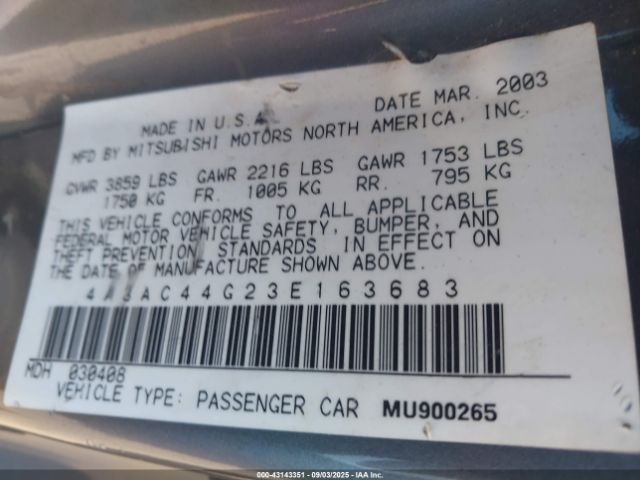 MADE IN U.S.A. DATE MAR. 2003
MFD BY MITSUBISHI MOTORS NORTH AMERICA, INC.
GVWR 3859 LBS GAWR 2216 LBS GAWR 1753 LBS
1750 KG FR. 1005 KG RR. 795 KG
THIS VEHICLE CONFORMS TO ALL APPLICABLE
FEDERAL MOTOR VEHICLE SAFETY, BUMPER, AND
THEFT PREVENTION STANDARDS IN EFFECT ON
THE DATE OF MANUFACTURE SHOWN ABOVE.
4A3AC44G23E163683
MDH 030408
VEHICLE TYPE: PASSENGER CAR MU900265
000-43143351 | 09/03/2025 | IAA Inc.